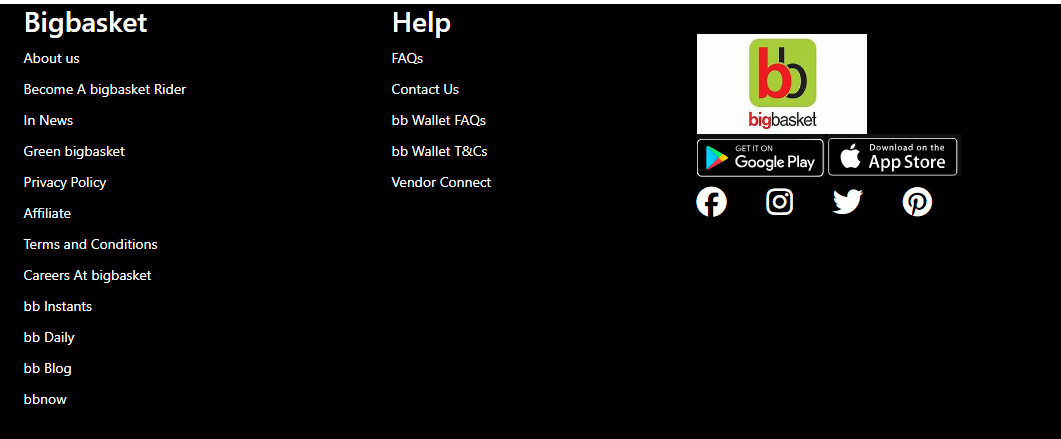 Bigbasket
About us
Become A bigbasket Rider
In News
Green bigbasket
Privacy Policy
Affiliate
Terms and Conditions
Careers At bigbasket
bb Instants
bb Daily
bb Blog
bbnow
Help
FAQs
Contact Us
bb Wallet FAQs
bb Wallet T&Cs
Vendor Connect
bb
bigbasket
GET IT ON
Google Play
Download on the
App Store